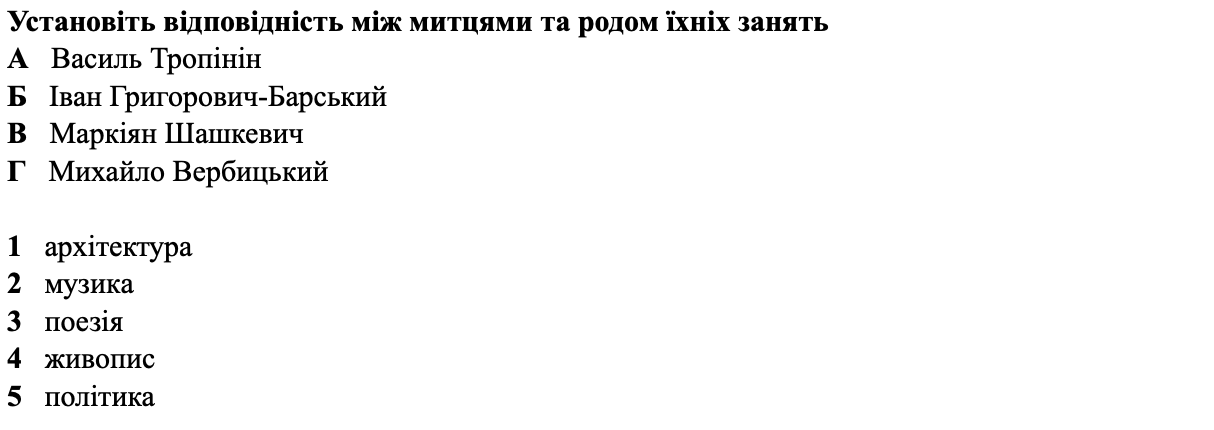 Установіть відповідність між митцями та родом їхніх занять
А Василь Тропінін
Б Іван Григорович-Барський
В Маркіян Шашкевич
Г Михайло Вербицький
1 архітектура
2 музика
3 поезія
4 живопис
5 політика